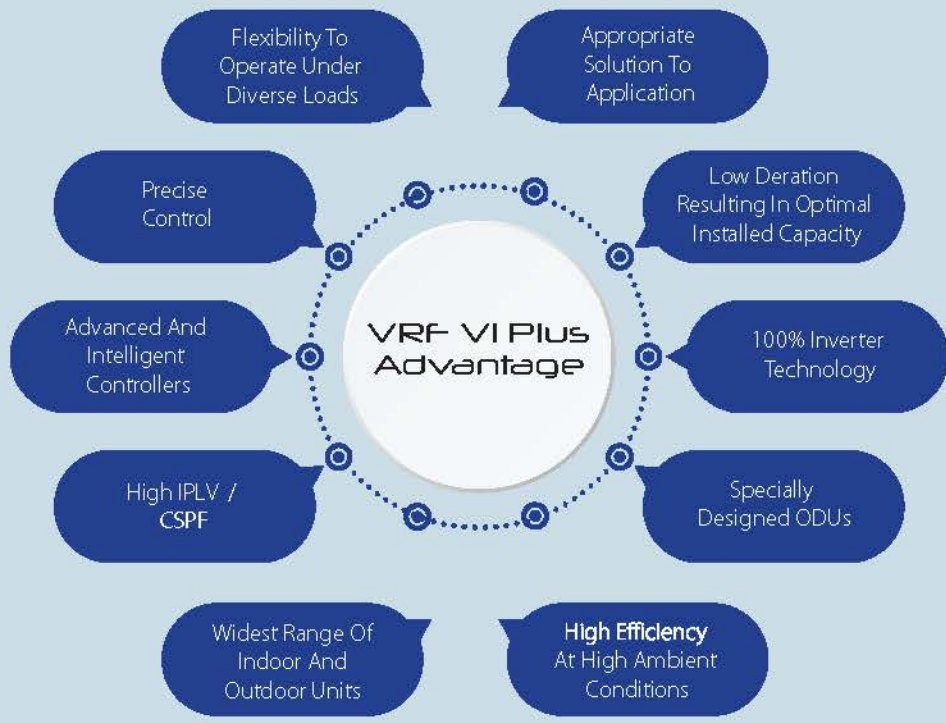 Flexibility To
Operate Under
Diverse Loads
Appropriate
Solution To
Application
Precise
Control
Low Deration
Resulting In Optimal
Installed Capacity
VRF VI Plus
Advantage
Advanced And
Intelligent
Controllers
100% Inverter
Technology
High IPLV /
CSPF
Specially
Designed ODUs
Widest Range Of
Indoor And
Outdoor Units
High Efficiency
At High Ambient
Conditions